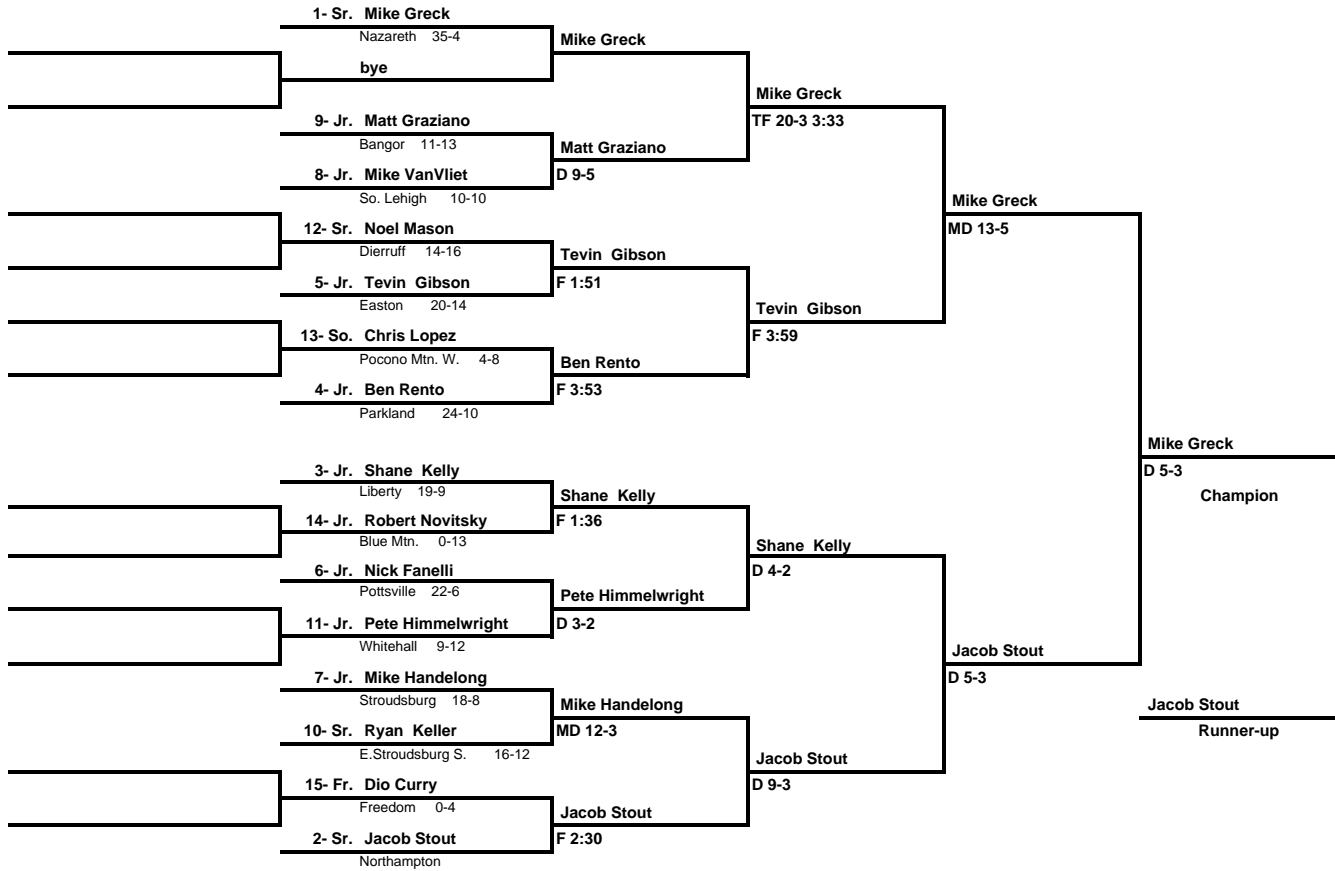 1- Sr. Mike Greck
Nazareth 35-4
Mike Greck
bye
Mike Greck
9- Jr. Matt Graziano
TF 20-3 3:33
Bangor 11-13
Matt Graziano
8- Jr. Mike VanVliet
D 9-5
So. Lehigh 10-10
Mike Greck
12- Sr. Noel Mason
MD 13-5
Dierruff 14-16
Tevin Gibson
5- Jr. Tevin Gibson
F 1:51
Easton 20-14
Tevin Gibson
13- So. Chris Lopez
F 3:59
Pocono Mtn. W. 4-8
Ben Rento
4- Jr. Ben Rento
F 3:53
Parkland 24-10
Mike Greck
D 5-3
Champion
3- Jr. Shane Kelly
Liberty 19-9
Shane Kelly
14- Jr. Robert Novitsky
F 1:36
Blue Mtn. 0-13
Shane Kelly
6- Jr. Nick Fanelli
D 4-2
Pottsville 22-6
Pete Himmelwright
11- Jr. Pete Himmelwright
D 3-2
Whitehall 9-12
Jacob Stout
7- Jr. Mike Handelong
D 5-3
Stroudsburg 18-8
Mike Handelong
Jacob Stout
10- Sr. Ryan Keller
MD 12-3
Runner-up
E.Stroudsburg S. 16-12
Jacob Stout
15- Fr. Dio Curry
D 9-3
Freedom 0-4
Jacob Stout
2- Sr. Jacob Stout
F 2:30
Northampton